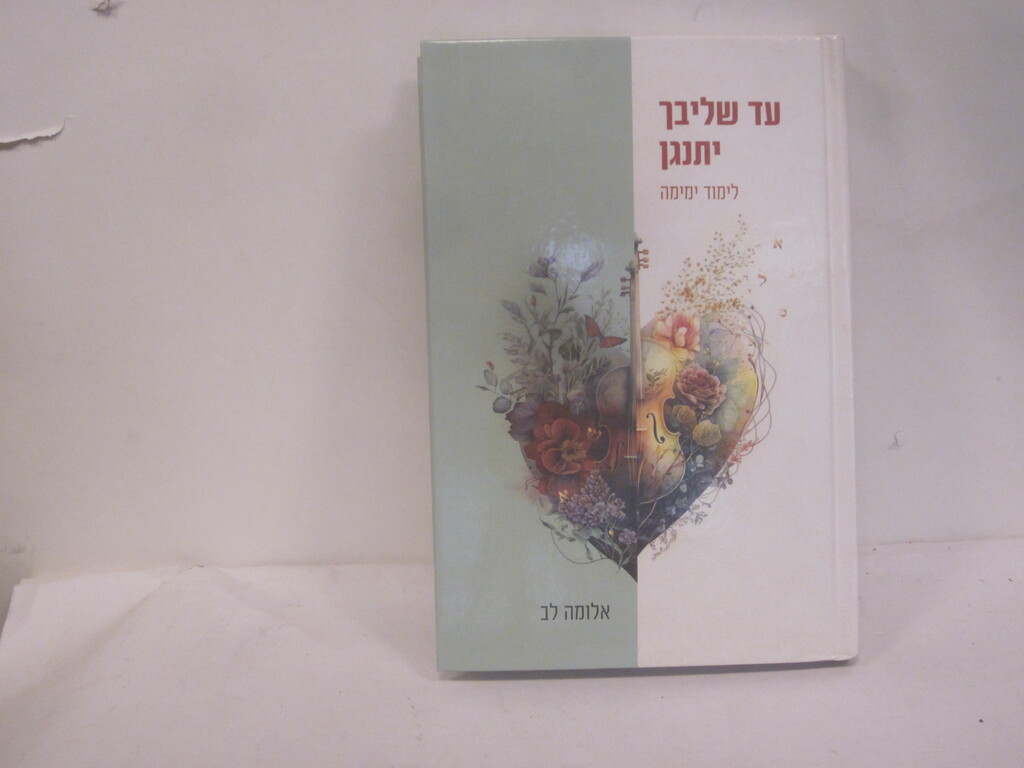 עד שליבך
יתנגן
לימוד ימימה
א
ל
פ
אלומה לב